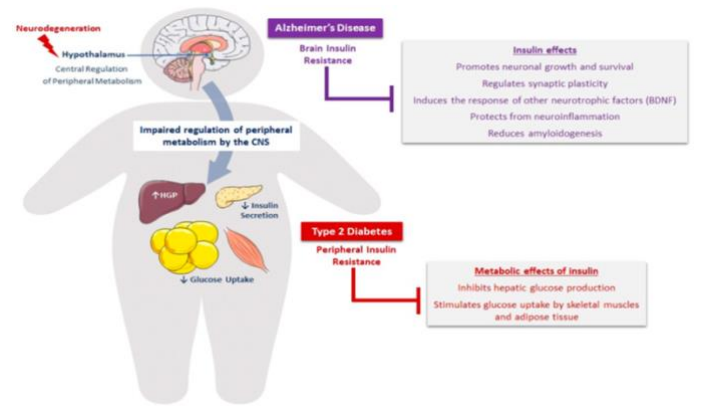 Neurodegeneration
Hypothalamus
Central Regulation
of Peripheral Metabolism
Impaired regulation of peripheral
metabolism by the CNS
↑HGP
↓ Insulin
Secretion
↓ Glucose Uptake
Alzheimer's Disease
Brain Insulin
Resistance
Insulin effects
Promotes neuronal growth and survival
Regulates synaptic plasticity
Induces the response of other neurotrophic factors (BDNF)
Protects from neuroinflammation
Reduces amyloidogenesis
Type 2 Diabetes
Peripheral Insulin
Resistance
Metabolic effects of insulin
Inhibits hepatic glucose production
Stimulates glucose uptake by skeletal muscles
and adipose tissue